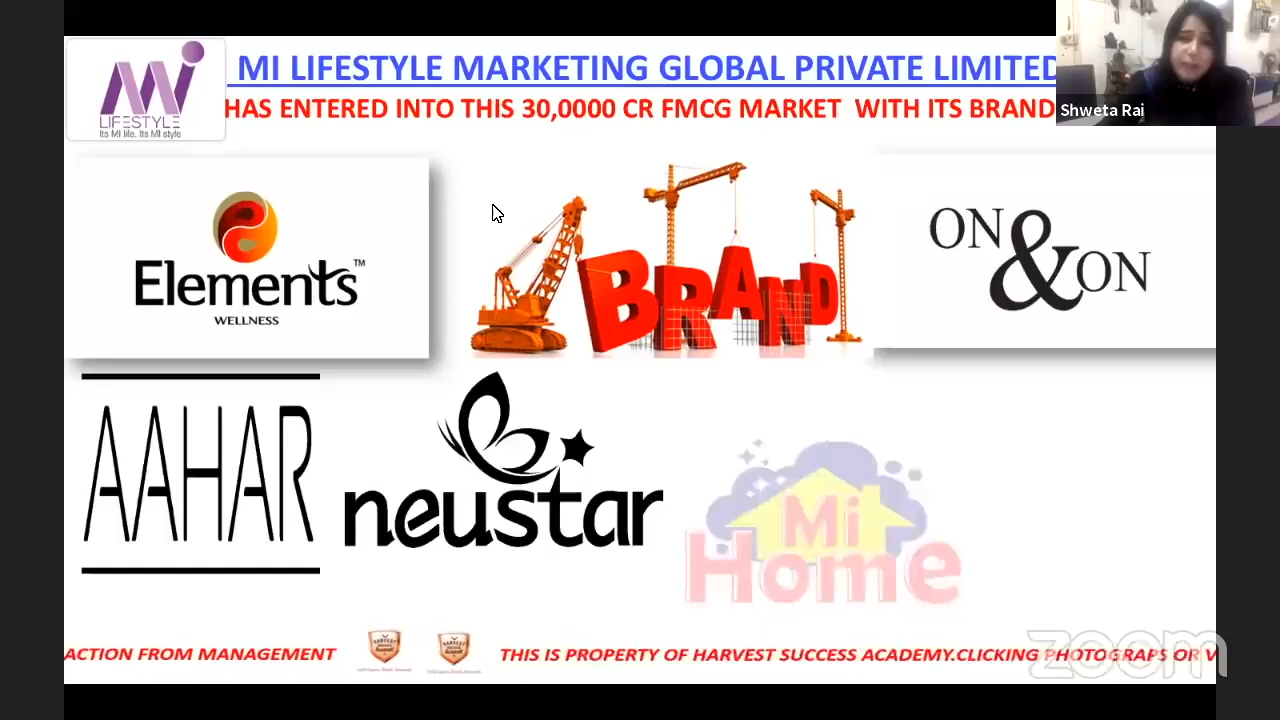 MI LIFESTYLE MARKETING GLOBAL PRIVATE LIMITED
HAS ENTERED INTO THIS 30,0000 CR FMCG MARKET WITH ITS BRAND
Shweta Rai
Mi
LIFESTYLE
Its MI life. Its MI style
Elements™
WELLNESS
BRAND
ON & ON
AAHAR
neustar
Mi
Home
ACTION FROM MANAGEMENT
THIS IS PROPERTY OF HARVEST SUCCESS ACADEMY.CLICKING PHOTOGRAPS OR
zoom